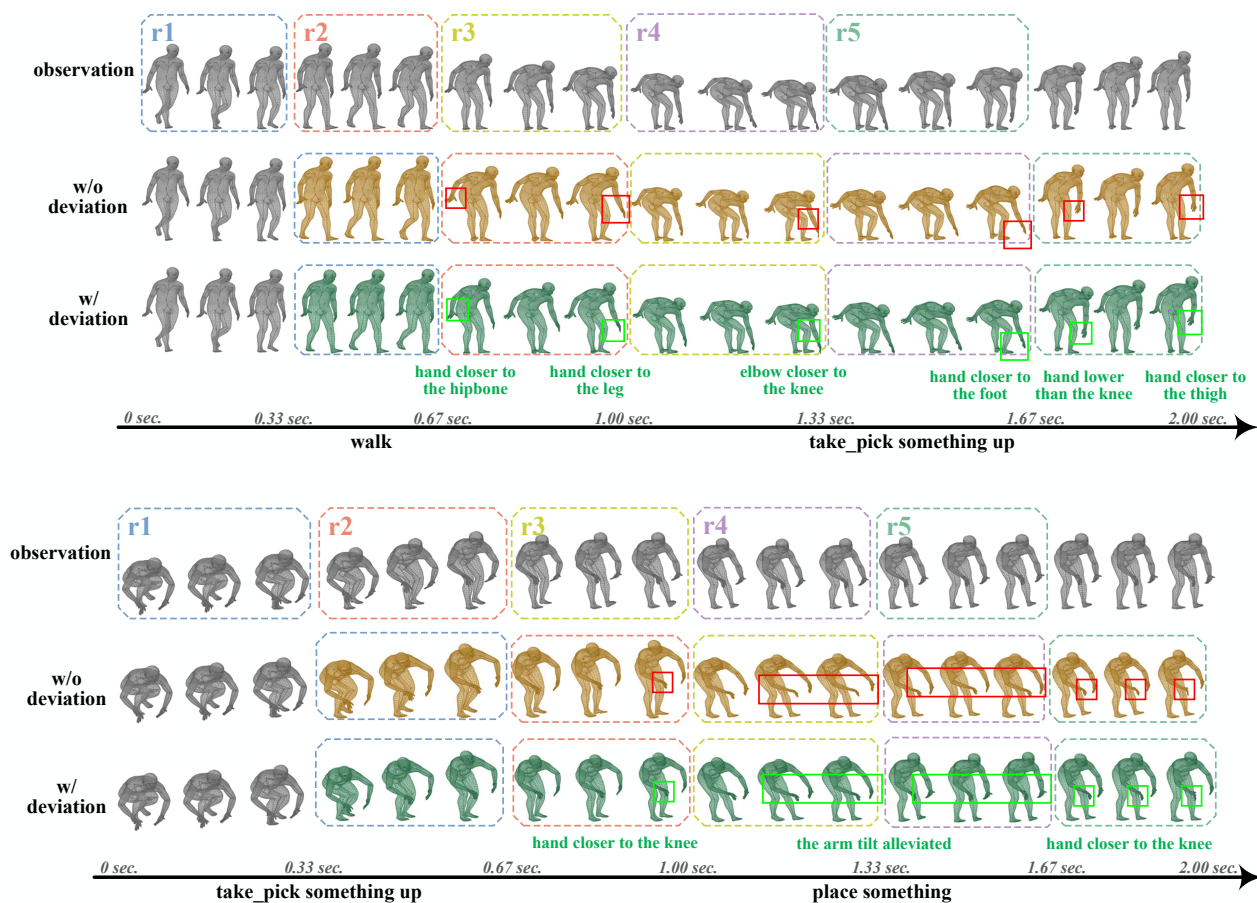 r1 r2 r3 r4 r5
observation
w/o
deviation
w/
deviation
hand closer to
the hipbone
hand closer to
the leg
elbow closer to
the knee
hand closer to
the foot
hand lower
than the knee
hand closer to
the thigh
0 sec. 0.33 sec. 0.67 sec. 1.00 sec. 1.33 sec. 1.67 sec. 2.00 sec.
walk take_pick something up
r1 r2 r3 r4 r5
observation
w/o
deviation
w/
deviation
hand closer to the knee the arm tilt alleviated hand closer to the knee
0 sec. 0.33 sec. 0.67 sec. 1.00 sec. 1.33 sec. 1.67 sec. 2.00 sec.
take_pick something up place something